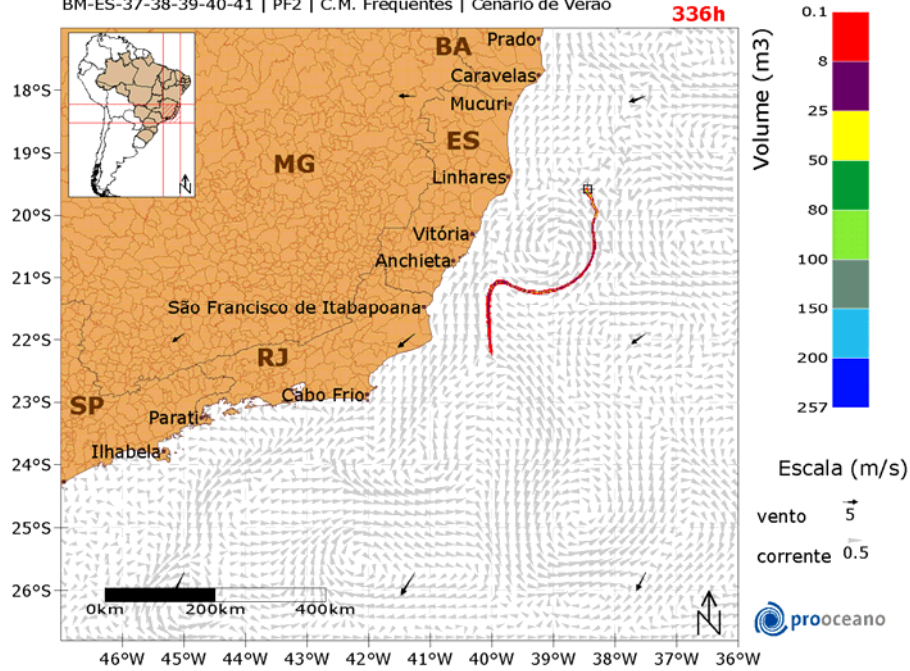 BM-ES-37-38-39-40-41 | PF2 | C.M. Frequentes | Cenário de Verão
336h
BA
Prado
Caravelas
Mucuri
ES
MG
Linhares
Vitória
Anchieta
São Francisco de Itabapoana
RJ
Cabo Frio
SP
Parati
Ilhabela
18°S
19°S
20°S
21°S
22°S
23°S
24°S
25°S
26°S
0km
200km
400km
N
N
46°W
45°W
44°W
43°W
42°W
41°W
40°W
39°W
38°W
37°W
36°W
Volume (m3)
0.1
8
25
50
80
100
150
200
257
Escala (m/s)
vento
5
corrente
0.5
prooceano